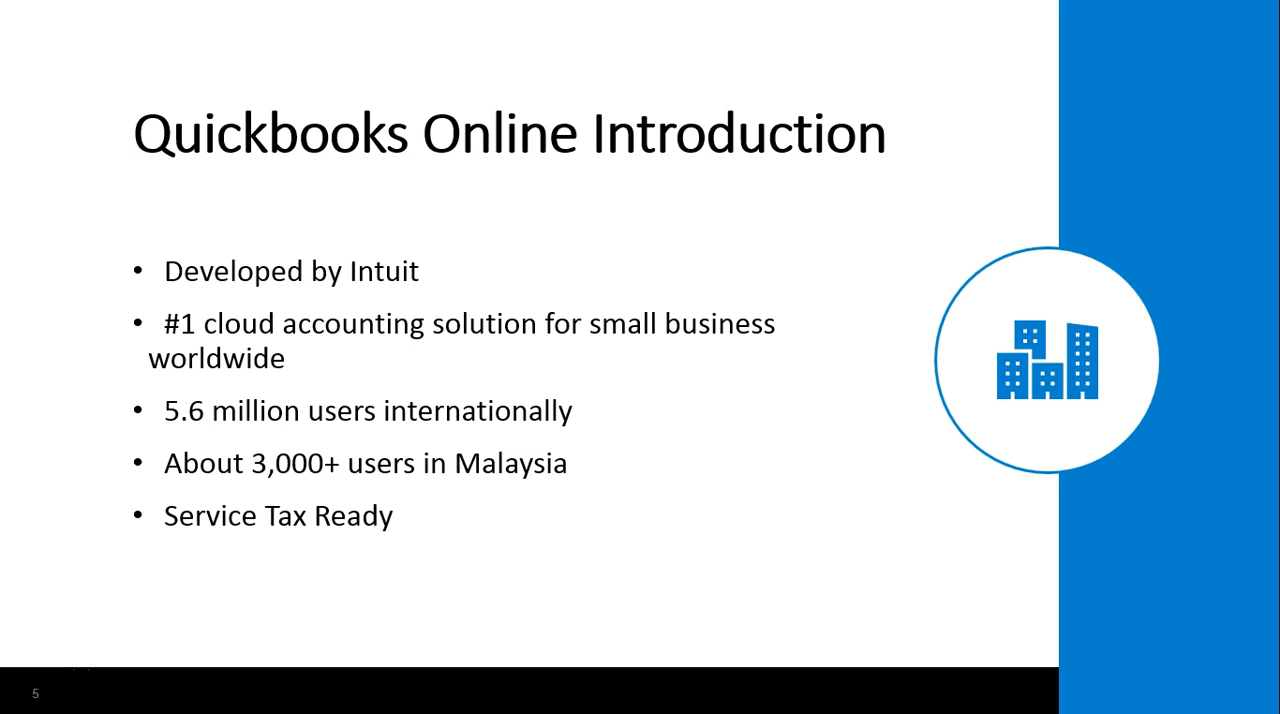 Quickbooks Online Introduction
• Developed by Intuit
• #1 cloud accounting solution for small business
worldwide
• 5.6 million users internationally
• About 3,000+ users in Malaysia
• Service Tax Ready
5